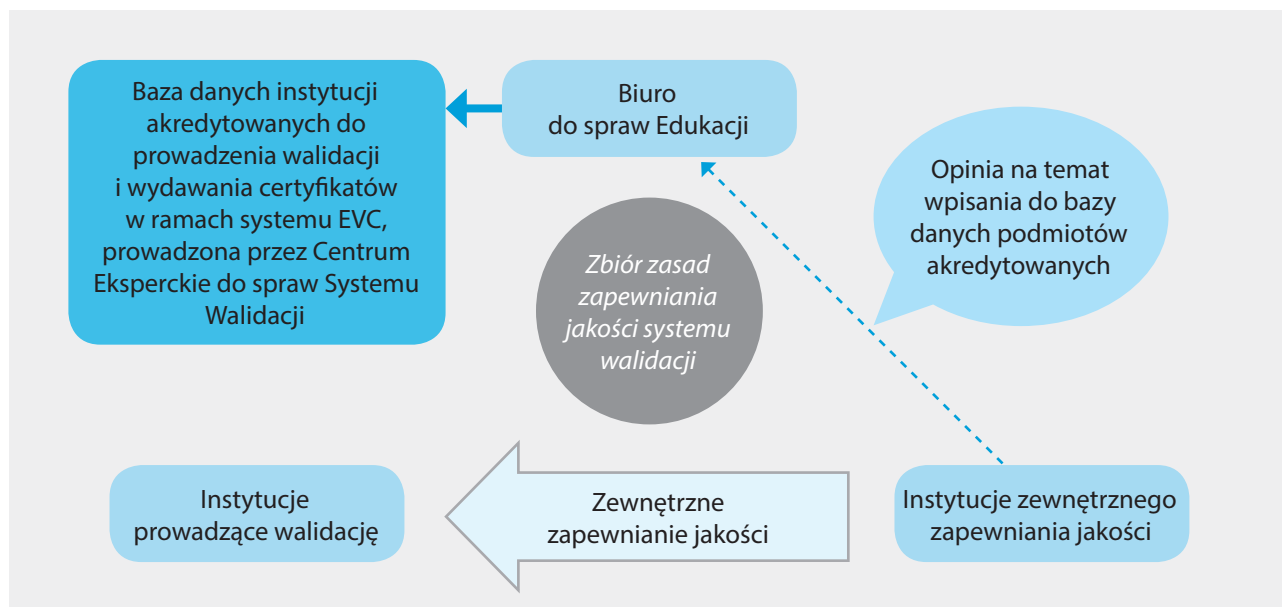 Baza danych instytucji
akredytowanych do
prowadzenia walidacji
i wydawania certyfikatów
w ramach systemu EVC,
prowadzona przez Centrum
Eksperckie do spraw Systemu
Walidacji
Biuro
do spraw Edukacji
Opinia na temat
wpisania do bazy
danych podmiotów
akredytowanych
Zbiór zasad
zapewniania
jakości systemu
walidacji
Instytucje
prowadzące walidację
Zewnętrzne
zapewnianie jakości
Instytucje zewnętrznego
zapewniania jakości